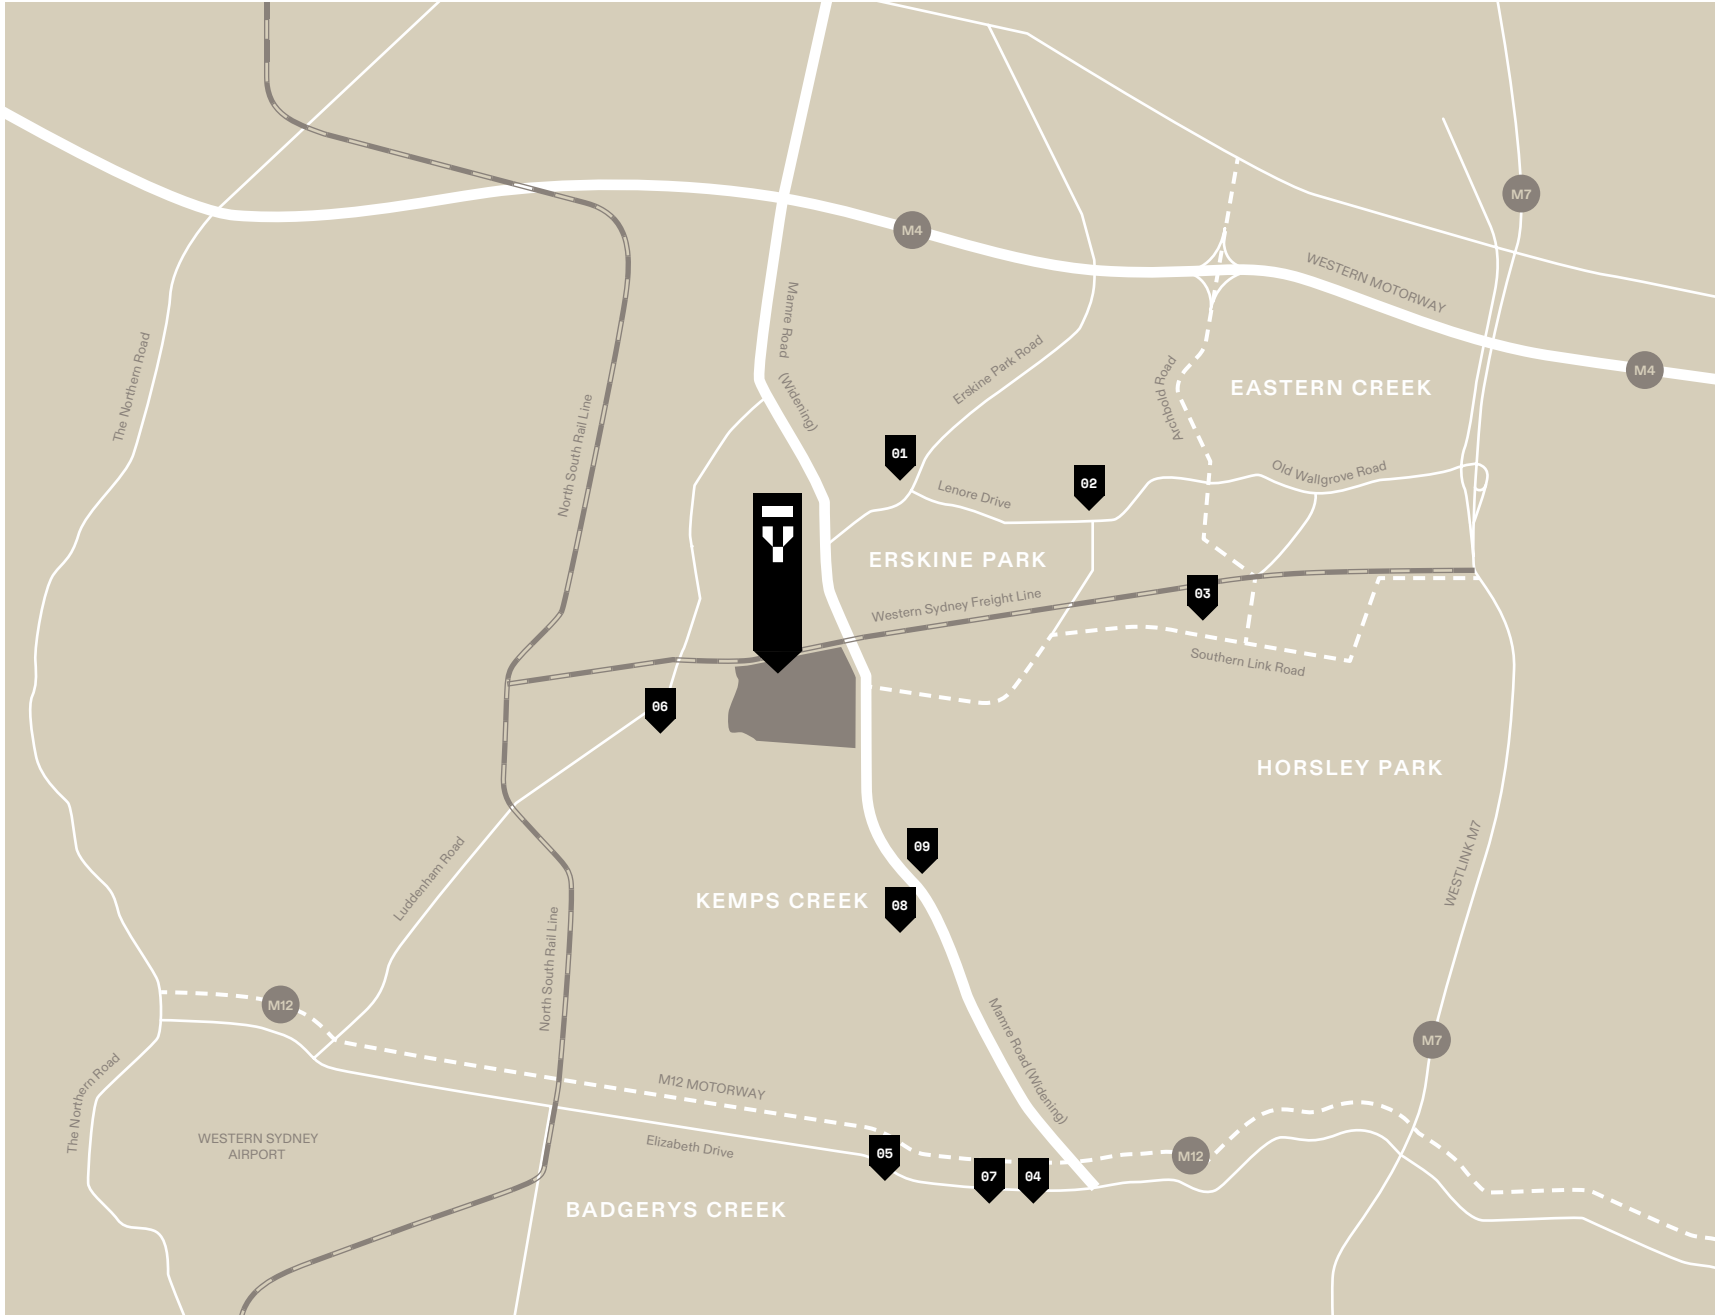 M7
M4
WESTERN MOTORWAY
Mamre Road
(Widening)
The Northern Road
Erskine Park Road
Archbold Road
M4
EASTERN CREEK
North South Rail Line
01
02
Old Wallgrove Road
Lenore Drive
ERSKINE PARK
03
Western Sydney Freight Line
Southern Link Road
06
HORSLEY PARK
09
WESTLINK M7
Luddenham Road
KEMPS CREEK
08
North South Rail Line
M12
Mamre Road (Widening)
M7
The Northern Road
M12 MOTORWAY
WESTERN SYDNEY
AIRPORT
Elizabeth Drive
05
07
04
M12
BADGERYS CREEK